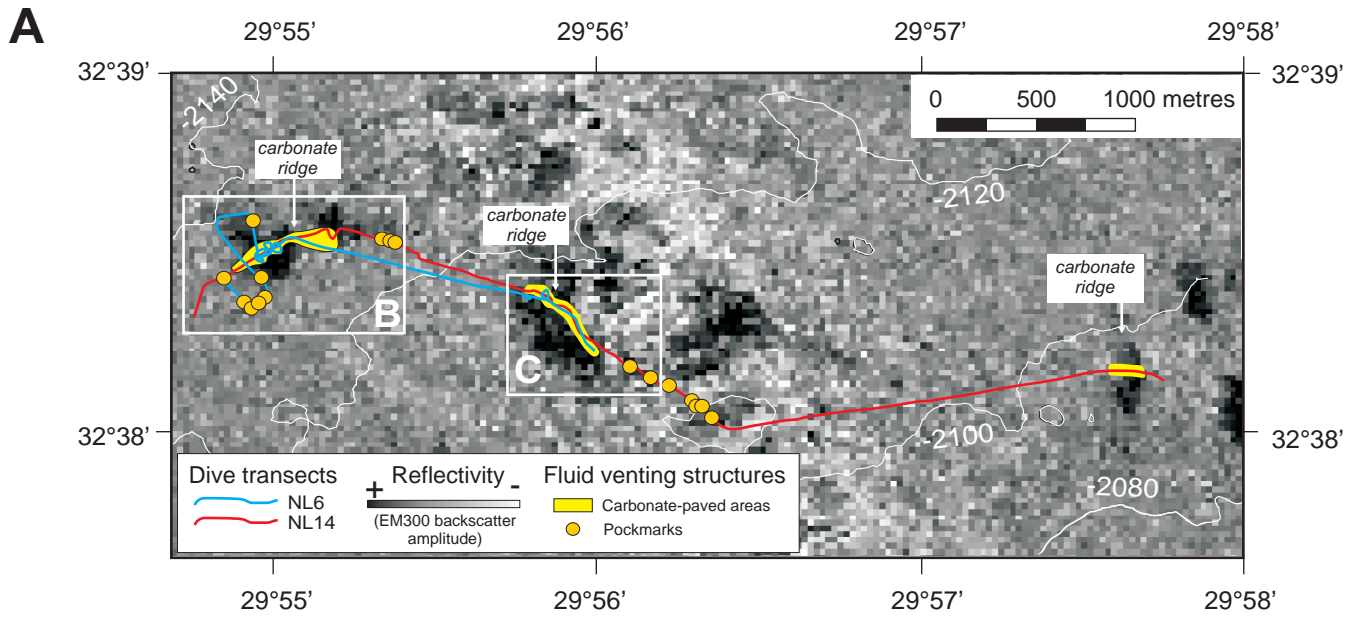 A
29°55’
29°56’
29°57’
29°58’
32°39’
32°39’
-2140
0 500 1000 metres
carbonate
ridge
-2120
carbonate
ridge
carbonate
ridge
B
C
32°38’
32°38’
-2100
-2080
Dive transects
NL6
NL14
+ Reflectivity -
(EM300 backscatter
amplitude)
Fluid venting structures
Carbonate-paved areas
Pockmarks
29°55’
29°56’
29°57’
29°58’